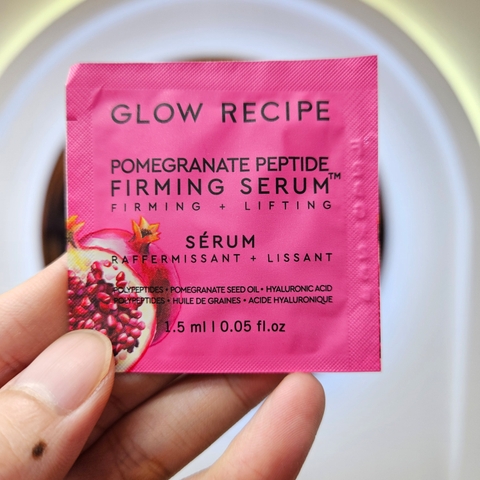 GLOW RECIPE
POMEGRANATE PEPTIDE
FIRMING SERUM™
FIRMING + LIFTING
SÉRUM
RAFFERMISSANT + LISSANT
POLYPEPTIDES • POMEGRANATE SEED OIL • HYALURONIC ACID
POLYPEPTIDES • HUILE DE GRAINES • ACIDE HYALURONIQUE
1.5 ml | 0.05 fl.oz